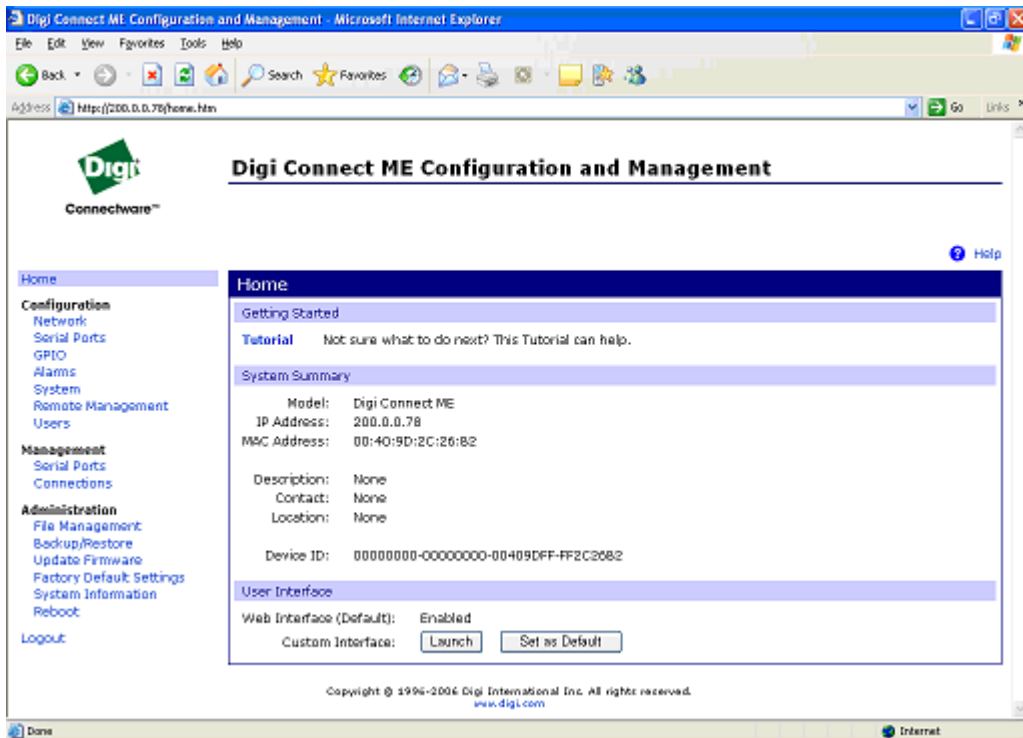 Digi Connect ME Configuration and Management - Microsoft Internet Explorer
File Edit View Favorites Tools Help
Back Search Favorites
Address http://200.0.0.78/home.htm Go Links
Digi
Connectware™
Digi Connect ME Configuration and Management
Help
Home
Configuration
Network
Serial Ports
GPIO
Alarms
System
Remote Management
Users
Management
Serial Ports
Connections
Administration
File Management
Backup/Restore
Update Firmware
Factory Default Settings
System Information
Reboot
Logout
Home
Getting Started
Tutorial Not sure what to do next? This Tutorial can help.
System Summary
Model: Digi Connect ME
IP Address: 200.0.0.78
MAC Address: 00:40:9D:2C:26:B2
Description: None
Contact: None
Location: None
Device ID: 00000000-00000000-00409DFF-FF2C26B2
User Interface
Web Interface (Default): Enabled
Custom Interface: Launch Set as Default
Copyright © 1996-2006 Digi International Inc. All rights reserved.
www.digi.com
Done Internet